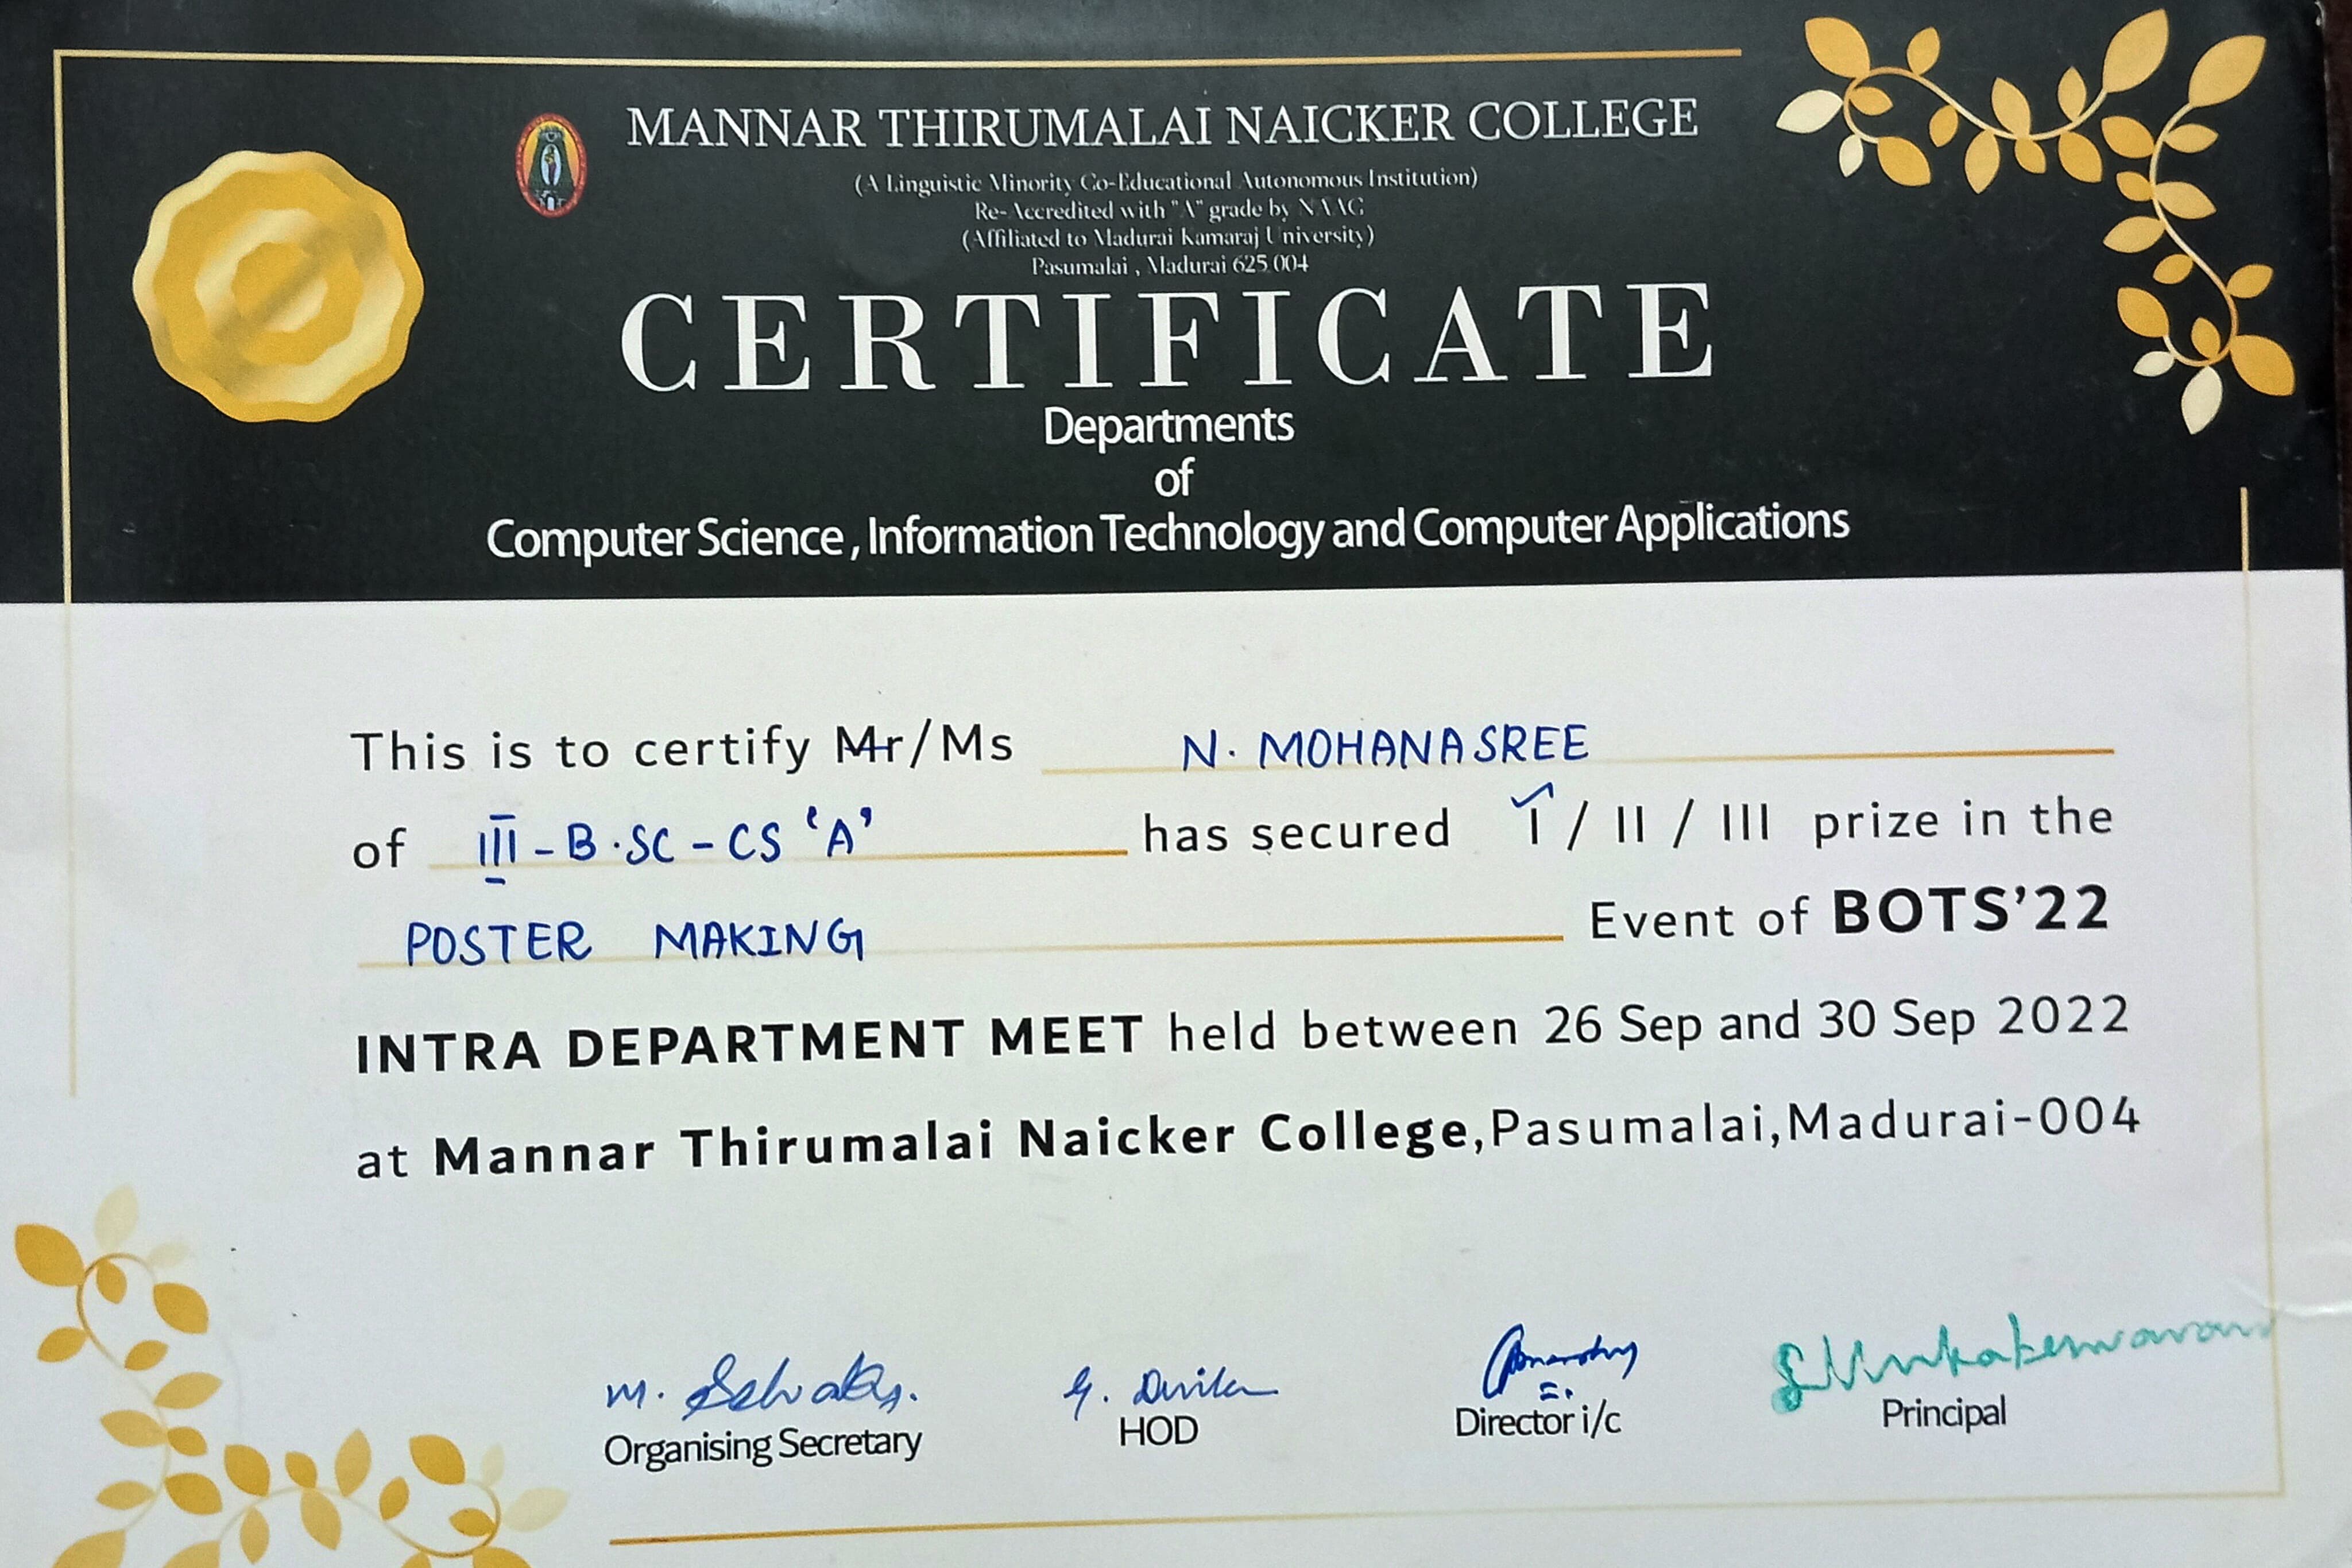 MANNAR THIRUMALAI NAICKER COLLEGE
(A Linguistic Minority Co-Educational Autonomous Institution)
Re-Accredited with "A" grade by NAAC
(Affiliated to Madurai Kamaraj University)
Pasumalai , Madurai 625 004
CERTIFICATE
Departments
of
Computer Science , Information Technology and Computer Applications
This is to certify Mr/Ms N. MOHANASREE
of III - B.SC - CS 'A' has secured I / II / III prize in the
POSTER MAKING Event of BOTS'22
INTRA DEPARTMENT MEET held between 26 Sep and 30 Sep 2022
at Mannar Thirumalai Naicker College,Pasumalai,Madurai-004
Organising Secretary HOD Director i/c Principal